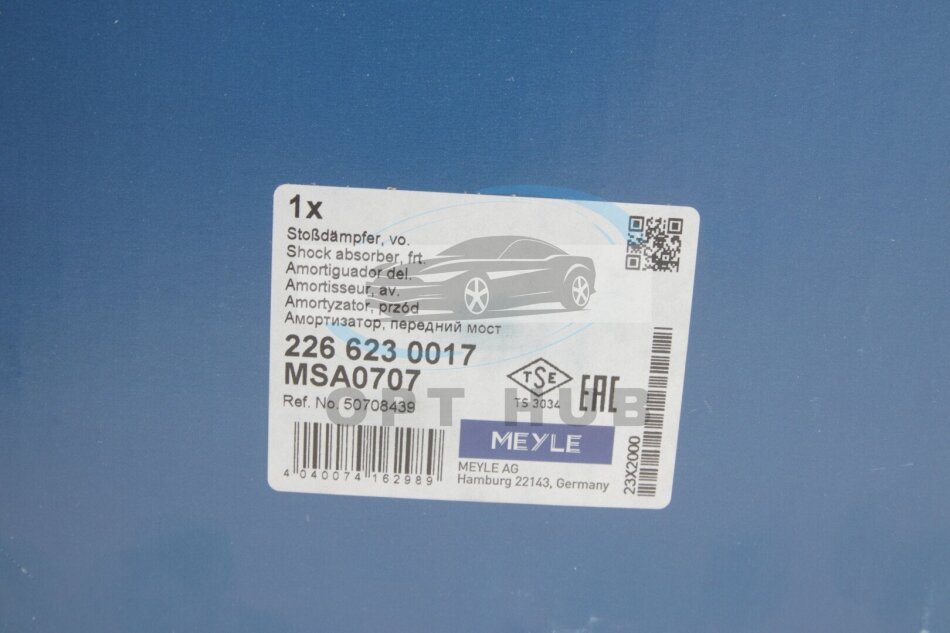 1x
Stoßdämpfer, vo.
Shock absorber, frt.
Amortiguador del.
Amortisseur, av.
Amortyzator, przód
Амортизатор, передний мост
226 623 0017
MSA0707
Ref. No. 50708439
TSE
TS 3034
EAC
OPT HUB
MEYLE
MEYLE AG
Hamburg 22143, Germany
4 040074 162989
23X2000